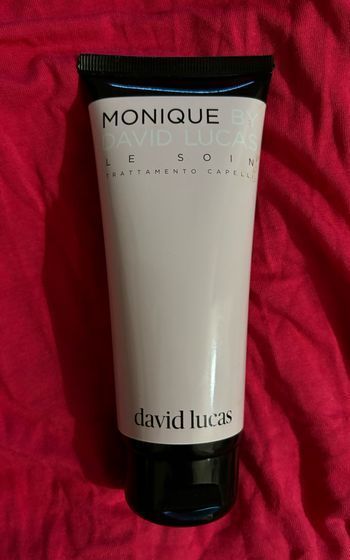 MONIQUE BY
DAVID LUCAS
LE SOIN
TRATTAMENTO CAPELLI
david lucas